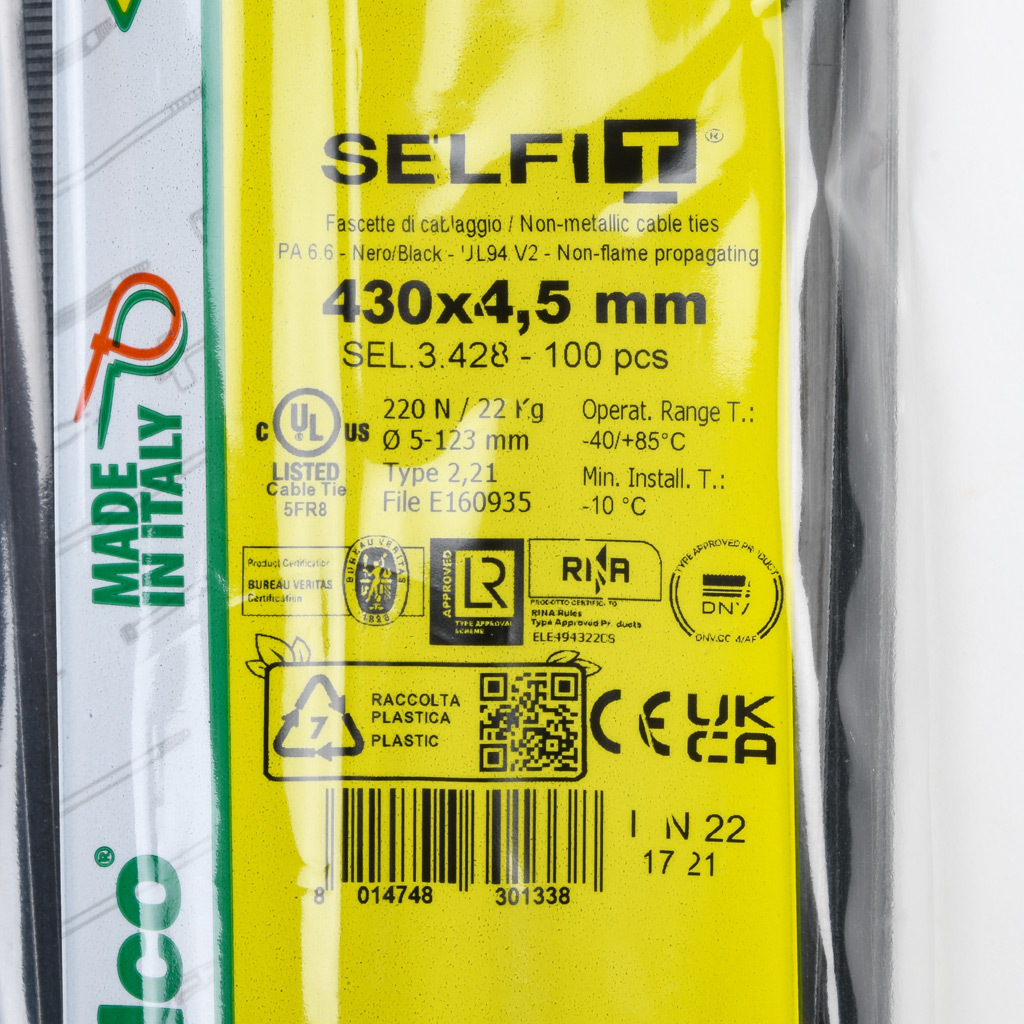 SELFIT®
Fascette di cablaggio / Non-metallic cable ties
PA 6.6 - Nero/Black - UL94 V2 - Non-flame propagating
430x4,5 mm
SEL.3.428 - 100 pcs
C UL US
LISTED
Cable Tie
5FR8
220 N / 22 Kg
Ø 5-123 mm
Type 2,21
File E160935
Operat. Range T.:
-40/+85°C
Min. Install. T.:
-10 °C
Product Certification
BUREAU VERITAS
Certification
BUREAU VERITAS
1828
APPROVED
LR
TYPE APPROVAL
SCHEME
RINA
PRODOTTO CERTIFICATO
RINA Rules
Type Approved Products
ELE494322CS
TYPE APPROVED PRODUCT
DNV
7
RACCOLTA
PLASTICA
PLASTIC
CE
UK
CA
N 22
17 21
8 014748 301338
MADE
IN ITALY
lco®